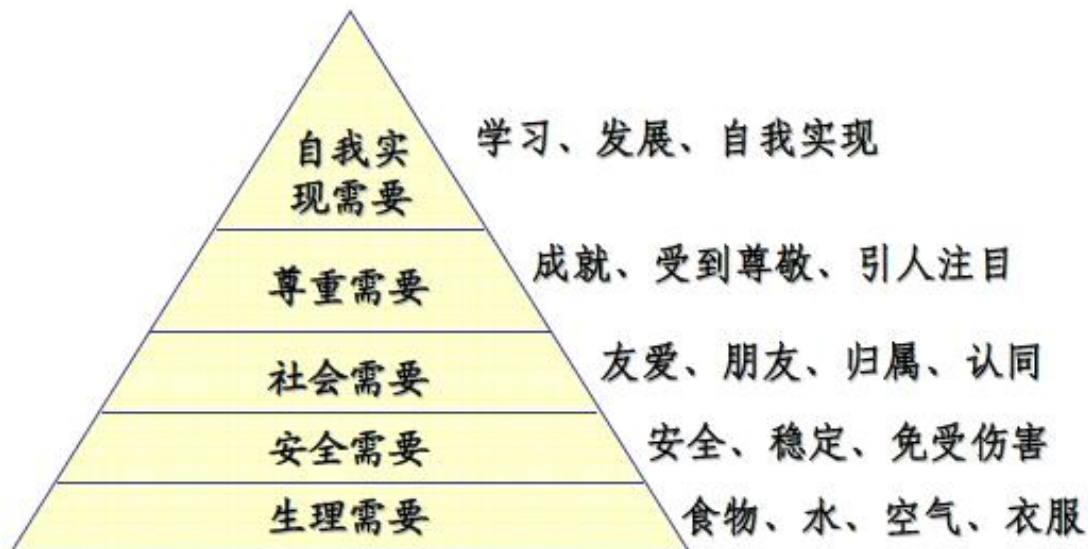 自我实
现需要
学习、发展、自我实现
尊重需要
成就、受到尊敬、引人注目
社会需要
友爱、朋友、归属、认同
安全需要
安全、稳定、免受伤害
生理需要
食物、水、空气、衣服